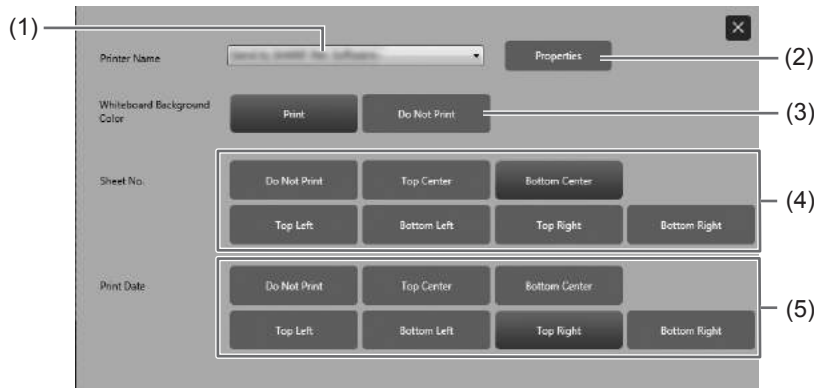 (1)
Printer Name
Properties
(2)
Whiteboard Background
Color
Print
Do Not Print
(3)
Sheet No.
Do Not Print
Top Center
Bottom Center
(4)
Top Left
Bottom Left
Top Right
Bottom Right
Print Date
Do Not Print
Top Center
Bottom Center
(5)
Top Left
Bottom Left
Top Right
Bottom Right